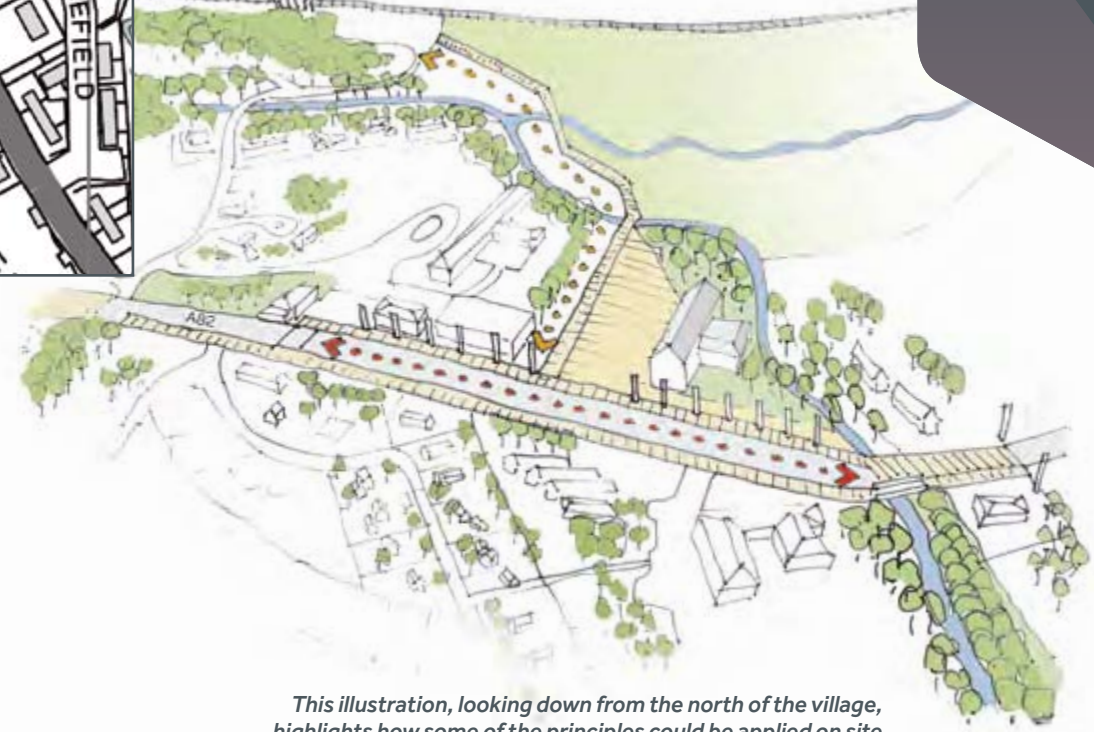 EFIELD
A82
This illustration, looking down from the north of the village,
highlights how some of the principles could be applied on site